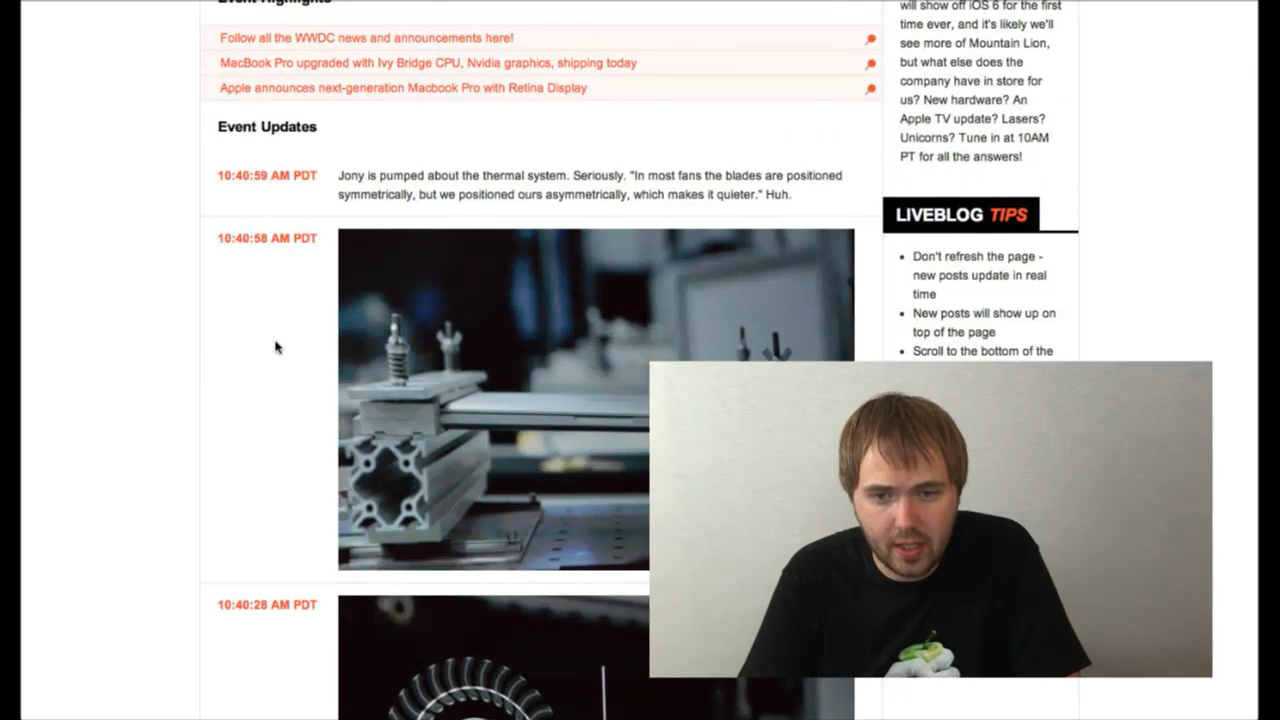 Event Highlights
Follow all the WWDC news and announcements here!
MacBook Pro upgraded with Ivy Bridge CPU, Nvidia graphics, shipping today
Apple announces next-generation Macbook Pro with Retina Display
Event Updates
10:40:59 AM PDT
Jony is pumped about the thermal system. Seriously. "In most fans the blades are positioned
symmetrically, but we positioned ours asymmetrically, which makes it quieter." Huh.
10:40:58 AM PDT
10:40:28 AM PDT
will show off iOS 6 for the first
time ever, and it's likely we'll
see more of Mountain Lion,
but what else does the
company have in store for
us? New hardware? An
Apple TV update? Lasers?
Unicorns? Tune in at 10AM
PT for all the answers!
LIVEBLOG TIPS
• Don't refresh the page -
new posts update in real
time
• New posts will show up on
top of the page
• Scroll to the bottom of the